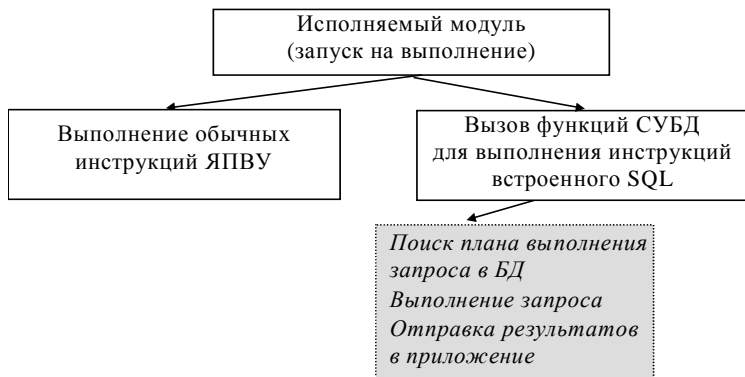 Исполняемый модуль
(запуск на выполнение)
Выполнение обычных
инструкций ЯПВУ
Вызов функций СУБД
для выполнения инструкций
встроенного SQL
Поиск плана выполнения
запроса в БД
Выполнение запроса
Отправка результатов
в приложение